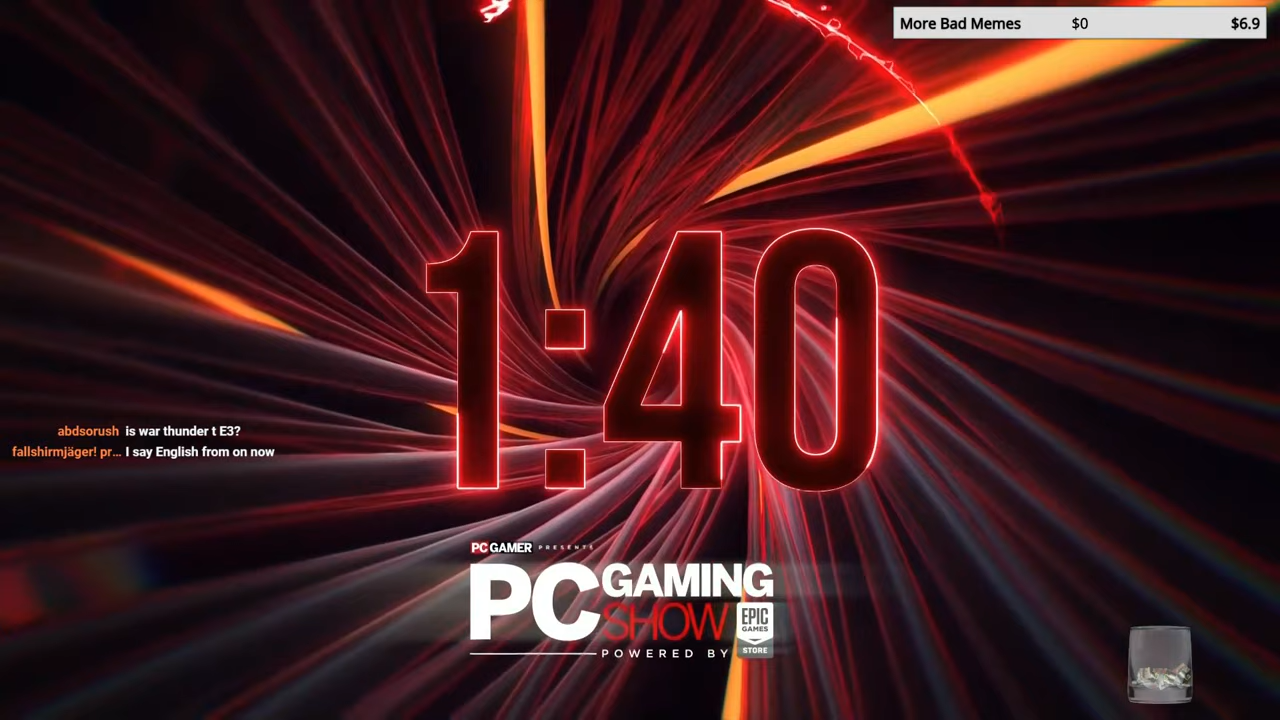 More Bad Memes $0 $6.9
1:40
abdsorush is war thunder t E3?
fallshirmjäger! pr... I say English from on now
PC GAMER PRESENTS
PC GAMING
SHOW
EPIC
GAMES
STORE
POWERED BY